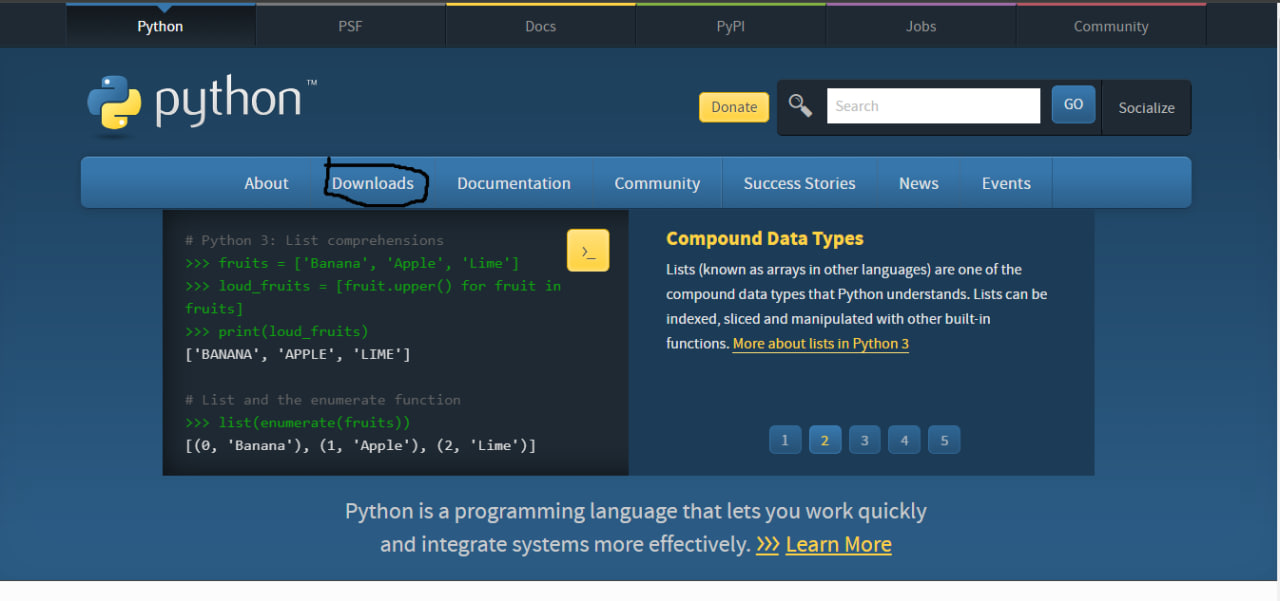 Python PSF Docs PyPI Jobs Community
python™
Donate Search GO Socialize
About Downloads Documentation Community Success Stories News Events
# Python 3: List comprehensions
>>> fruits = ['Banana', 'Apple', 'Lime']
>>> loud_fruits = [fruit.upper() for fruit in
fruits]
>>> print(loud_fruits)
['BANANA', 'APPLE', 'LIME']
# List and the enumerate function
>>> list(enumerate(fruits))
[(0, 'Banana'), (1, 'Apple'), (2, 'Lime')]
>_
Compound Data Types
Lists (known as arrays in other languages) are one of the
compound data types that Python understands. Lists can be
indexed, sliced and manipulated with other built-in
functions. More about lists in Python 3
1 2 3 4 5
Python is a programming language that lets you work quickly
and integrate systems more effectively. >>> Learn More